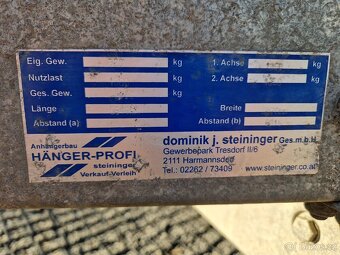 Eig. Gew. kg 1. Achse kg
Nutzlast kg 2. Achse kg
Ges. Gew. kg
Länge Breite
Abstand (a) Abstand (b)
Anhängerbau
HÄNGER-PROFI
steininger
Verkauf-Verleih
dominik j. steininger Ges.m.b.H.
Gewerbepark Tresdorf II/6
2111 Harmannsdorf
Tel.: 02262 / 73409
www.steininger.co.at